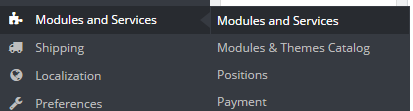 Modules and Services
Shipping
Localization
Preferences
Modules and Services
Modules & Themes Catalog
Positions
Payment